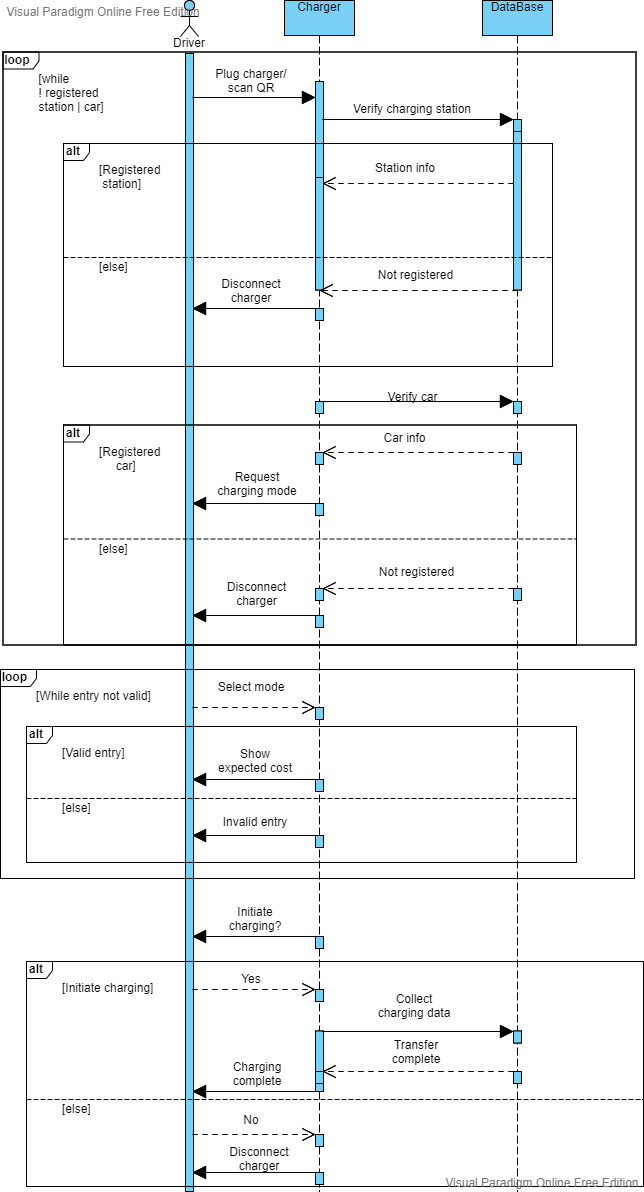 Visual Paradigm Online Free Edition
Charger
DataBase
Driver
loop
[while
! registered
station | car]
Plug charger/
scan QR
Verify charging station
alt
[Registered
station]
Station info
[else]
Not registered
Disconnect
charger
Verify car
alt
[Registered
car]
Car info
Request
charging mode
[else]
Not registered
Disconnect
charger
loop
[While entry not valid]
Select mode
alt
[Valid entry]
Show
expected cost
[else]
Invalid entry
Initiate
charging?
alt
[Initiate charging]
Yes
Collect
charging data
Transfer
complete
Charging
complete
[else]
No
Disconnect
charger
Visual Paradigm Online Free Edition